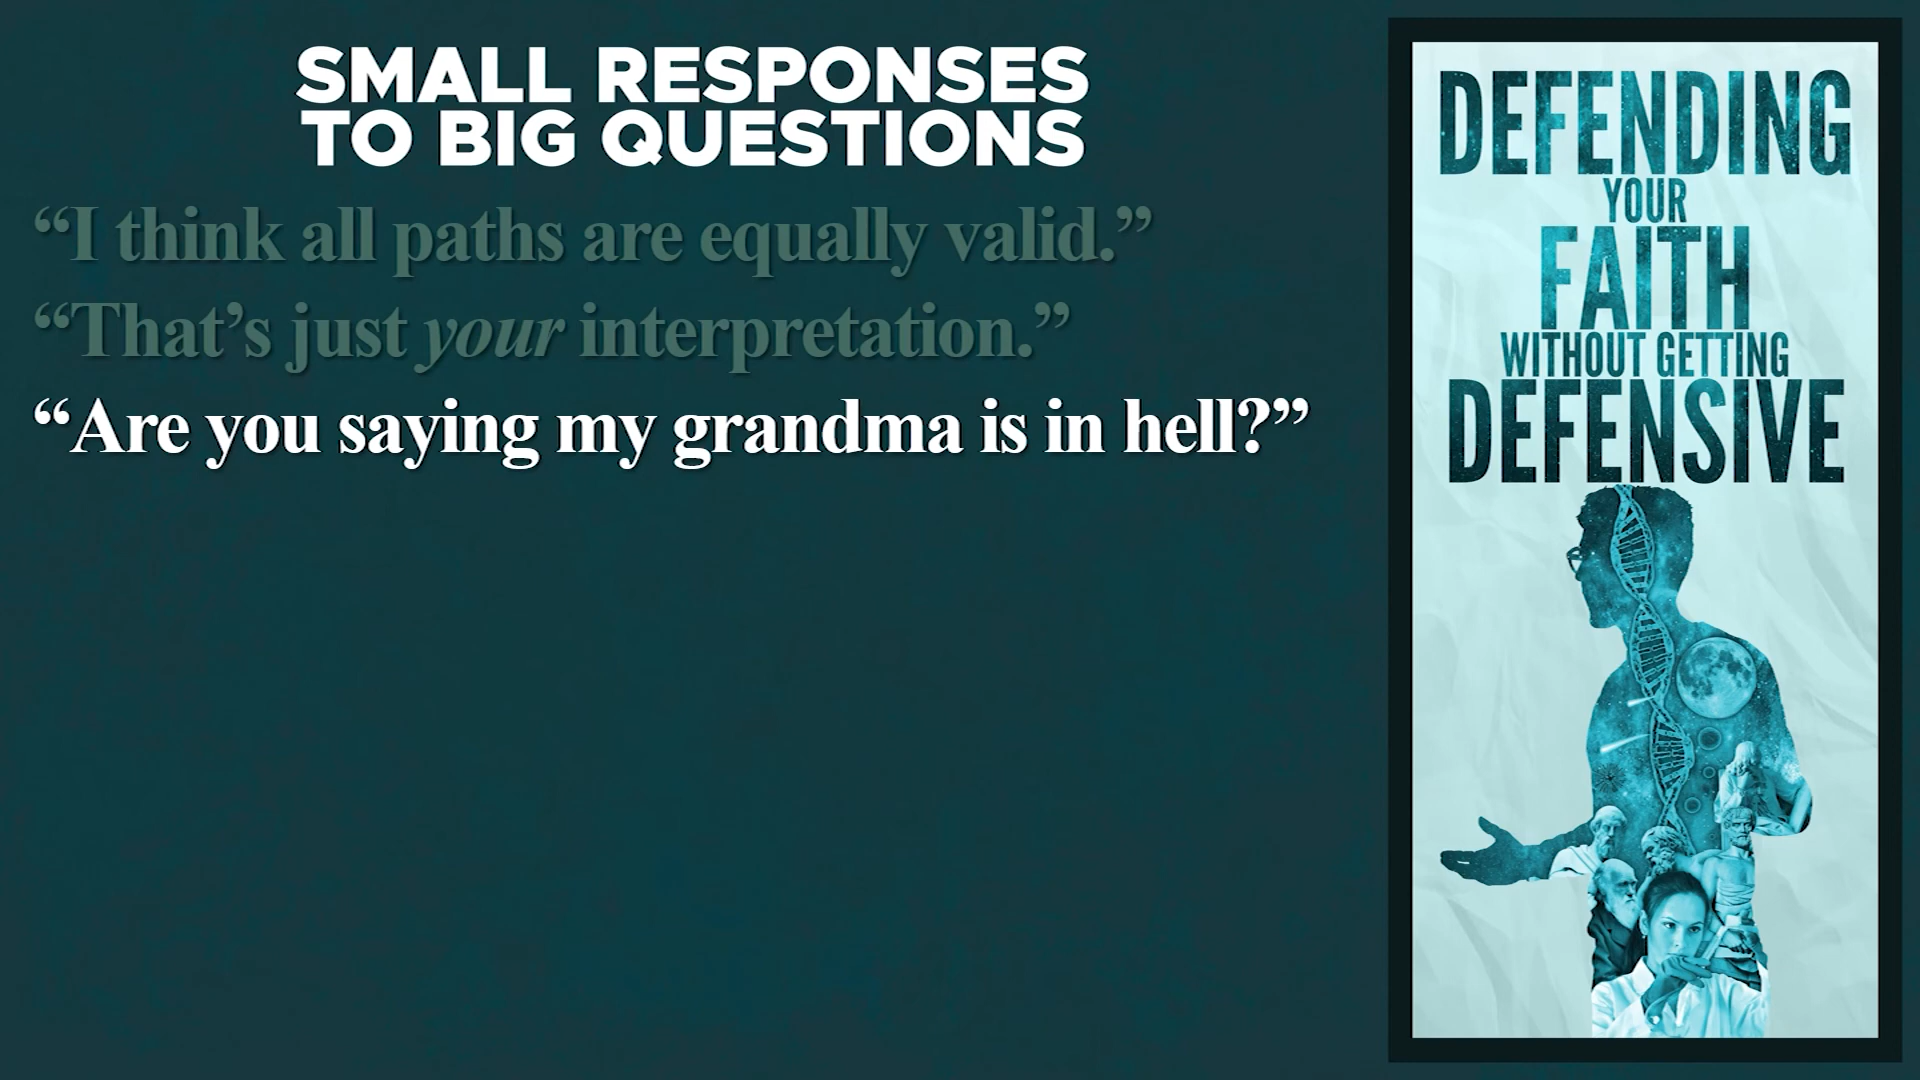 SMALL RESPONSES
TO BIG QUESTIONS
“I think all paths are equally valid.”
“That’s just your interpretation.”
“Are you saying my grandma is in hell?”
DEFENDING
YOUR
FAITH
WITHOUT GETTING
DEFENSIVE